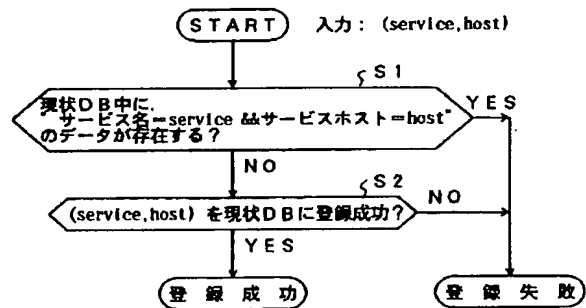 START 入力: (service,host)
S1
現状DB中に、
"サービス名=service &&サービスホスト=host"
のデータが存在する?
YES
NO
S2
(service,host) を現状DBに登録成功?
NO
YES
登録成功
登録失敗